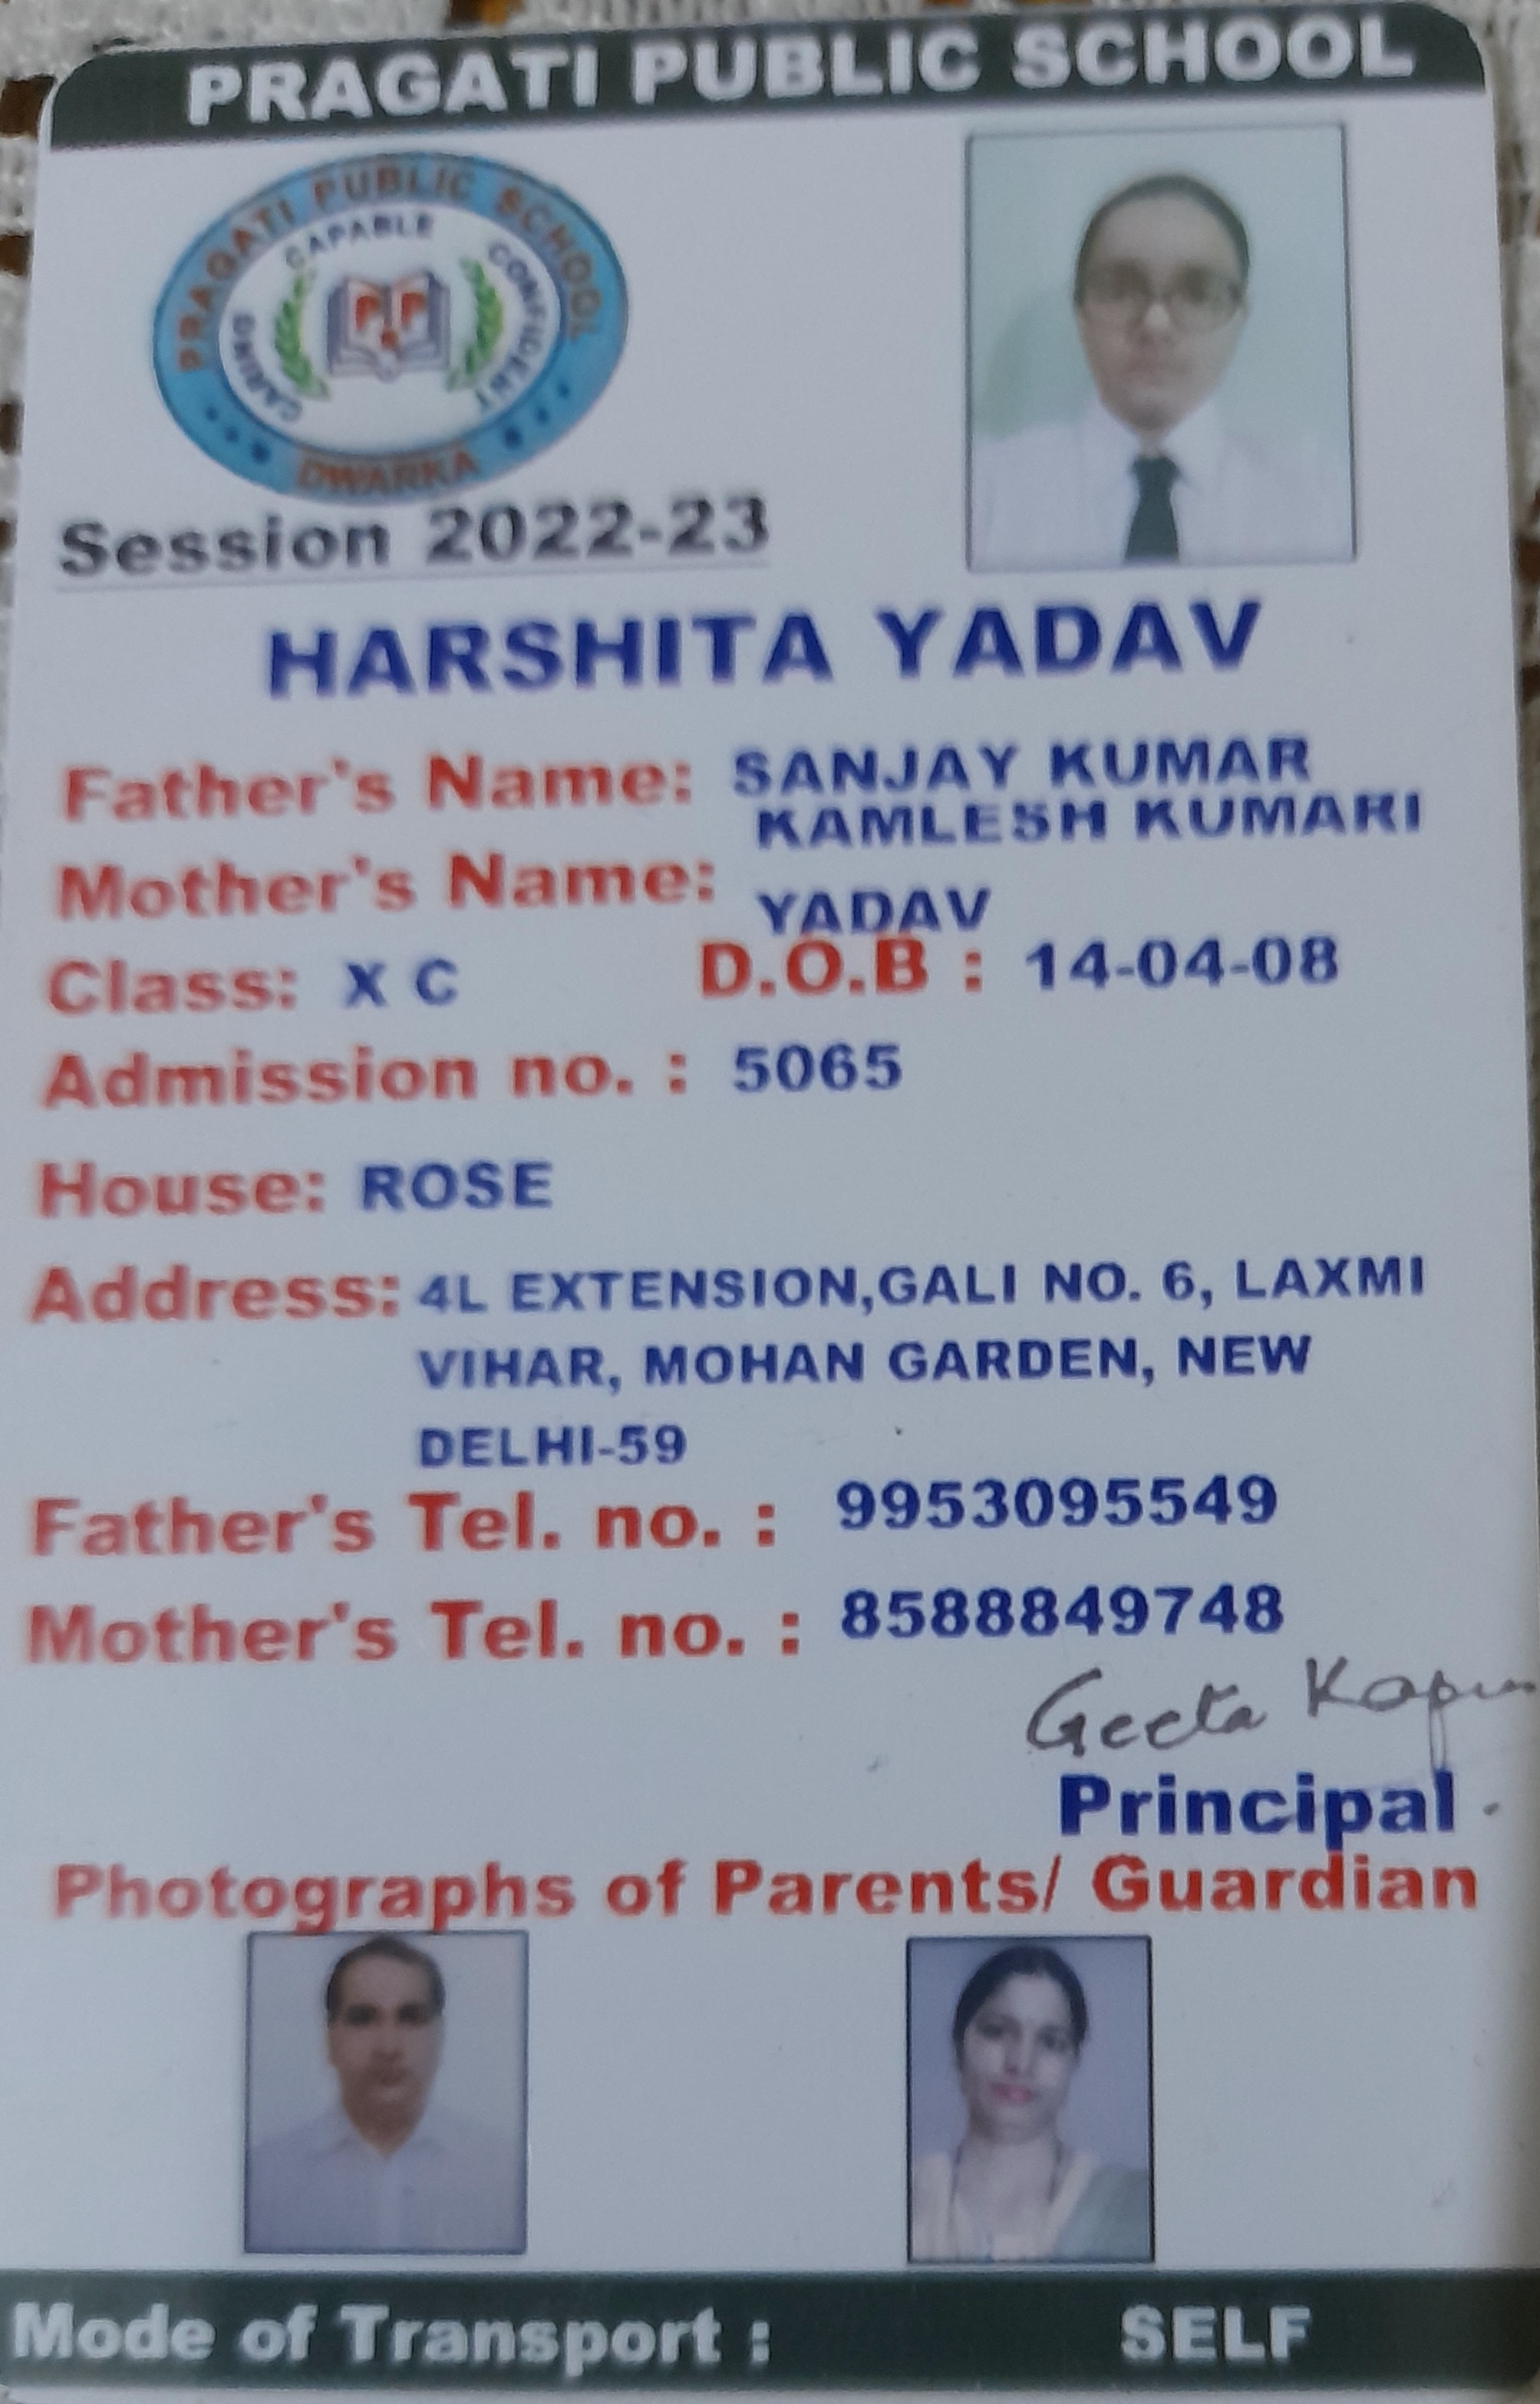 PRAGATI PUBLIC SCHOOL
PRAGATI PUBLIC SCHOOL
CARING CAPABLE CONFIDENT
P.P
DWARKA
Session 2022-23
HARSHITA YADAV
Father's Name: SANJAY KUMAR
KAMLESH KUMARI
Mother's Name:
YADAV
Class: X C D.O.B : 14-04-08
Admission no. : 5065
House: ROSE
Address: 4L EXTENSION,GALI NO. 6, LAXMI
VIHAR, MOHAN GARDEN, NEW
DELHI-59
Father's Tel. no. : 9953095549
Mother's Tel. no. : 8588849748
Geeta
Principal
Photographs of Parents/ Guardian
Mode of Transport : SELF